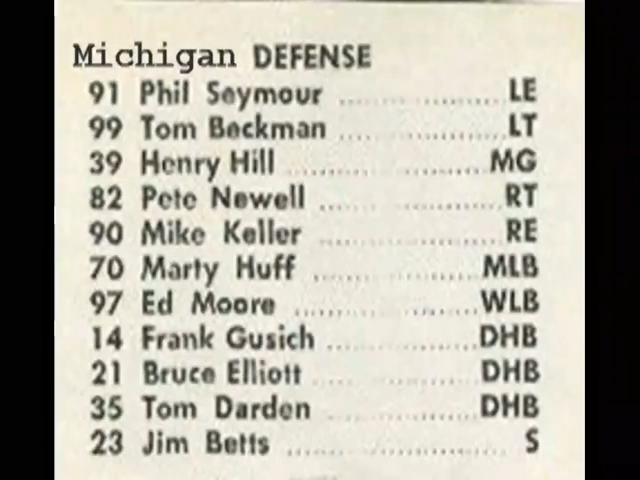 Michigan DEFENSE
91 Phil Seymour .................... LE
99 Tom Beckman .................... LT
39 Henry Hill .................... MG
82 Pete Newell .................... RT
90 Mike Keller .................... RE
70 Marty Huff .................... MLB
97 Ed Moore .................... WLB
14 Frank Gusich .................... DHB
21 Bruce Elliott .................... DHB
35 Tom Darden .................... DHB
23 Jim Betts .................... S